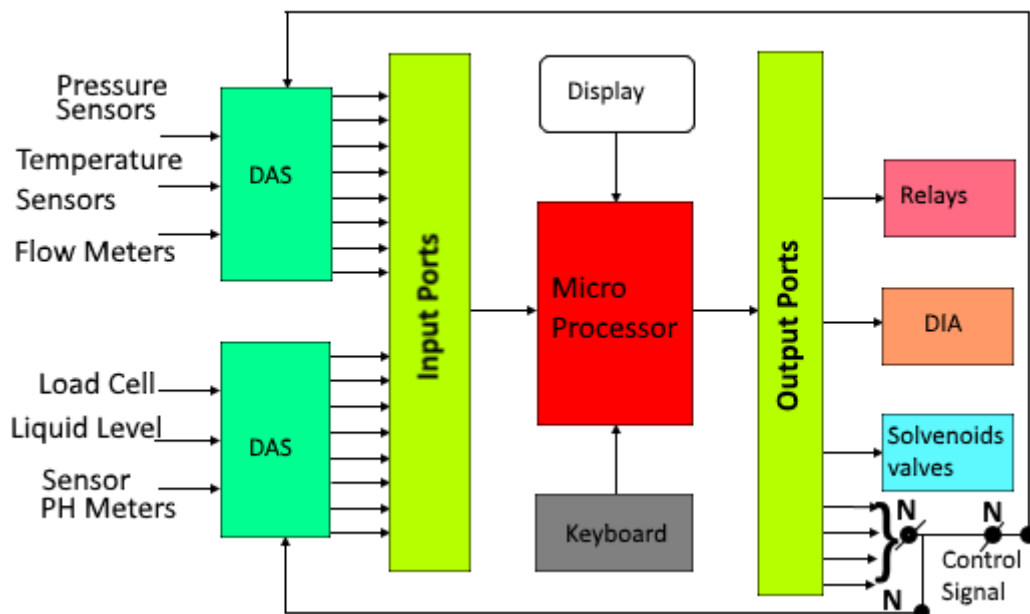 Pressure
Sensors
Temperature
Sensors
Flow Meters
DAS
Load Cell
Liquid Level
Sensor
PH Meters
DAS
Input Ports
Display
Micro
Processor
Keyboard
Output Ports
Relays
DIA
Solvenoids
valves
N
N
N
Control
Signal